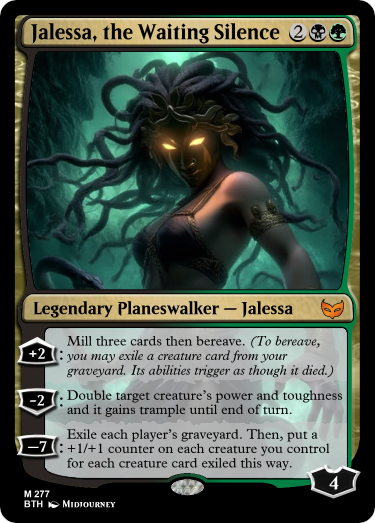 Jalessa, the Waiting Silence 2
Legendary Planeswalker — Jalessa
+2: Mill three cards then bereave. (To bereave,
you may exile a creature card from your
graveyard. Its abilities trigger as though it died.)
-2: Double target creature's power and toughness
and it gains trample until end of turn.
−7: Exile each player's graveyard. Then, put a
+1/+1 counter on each creature you control
for each creature card exiled this way.
4
M 277
BTH Midjourney